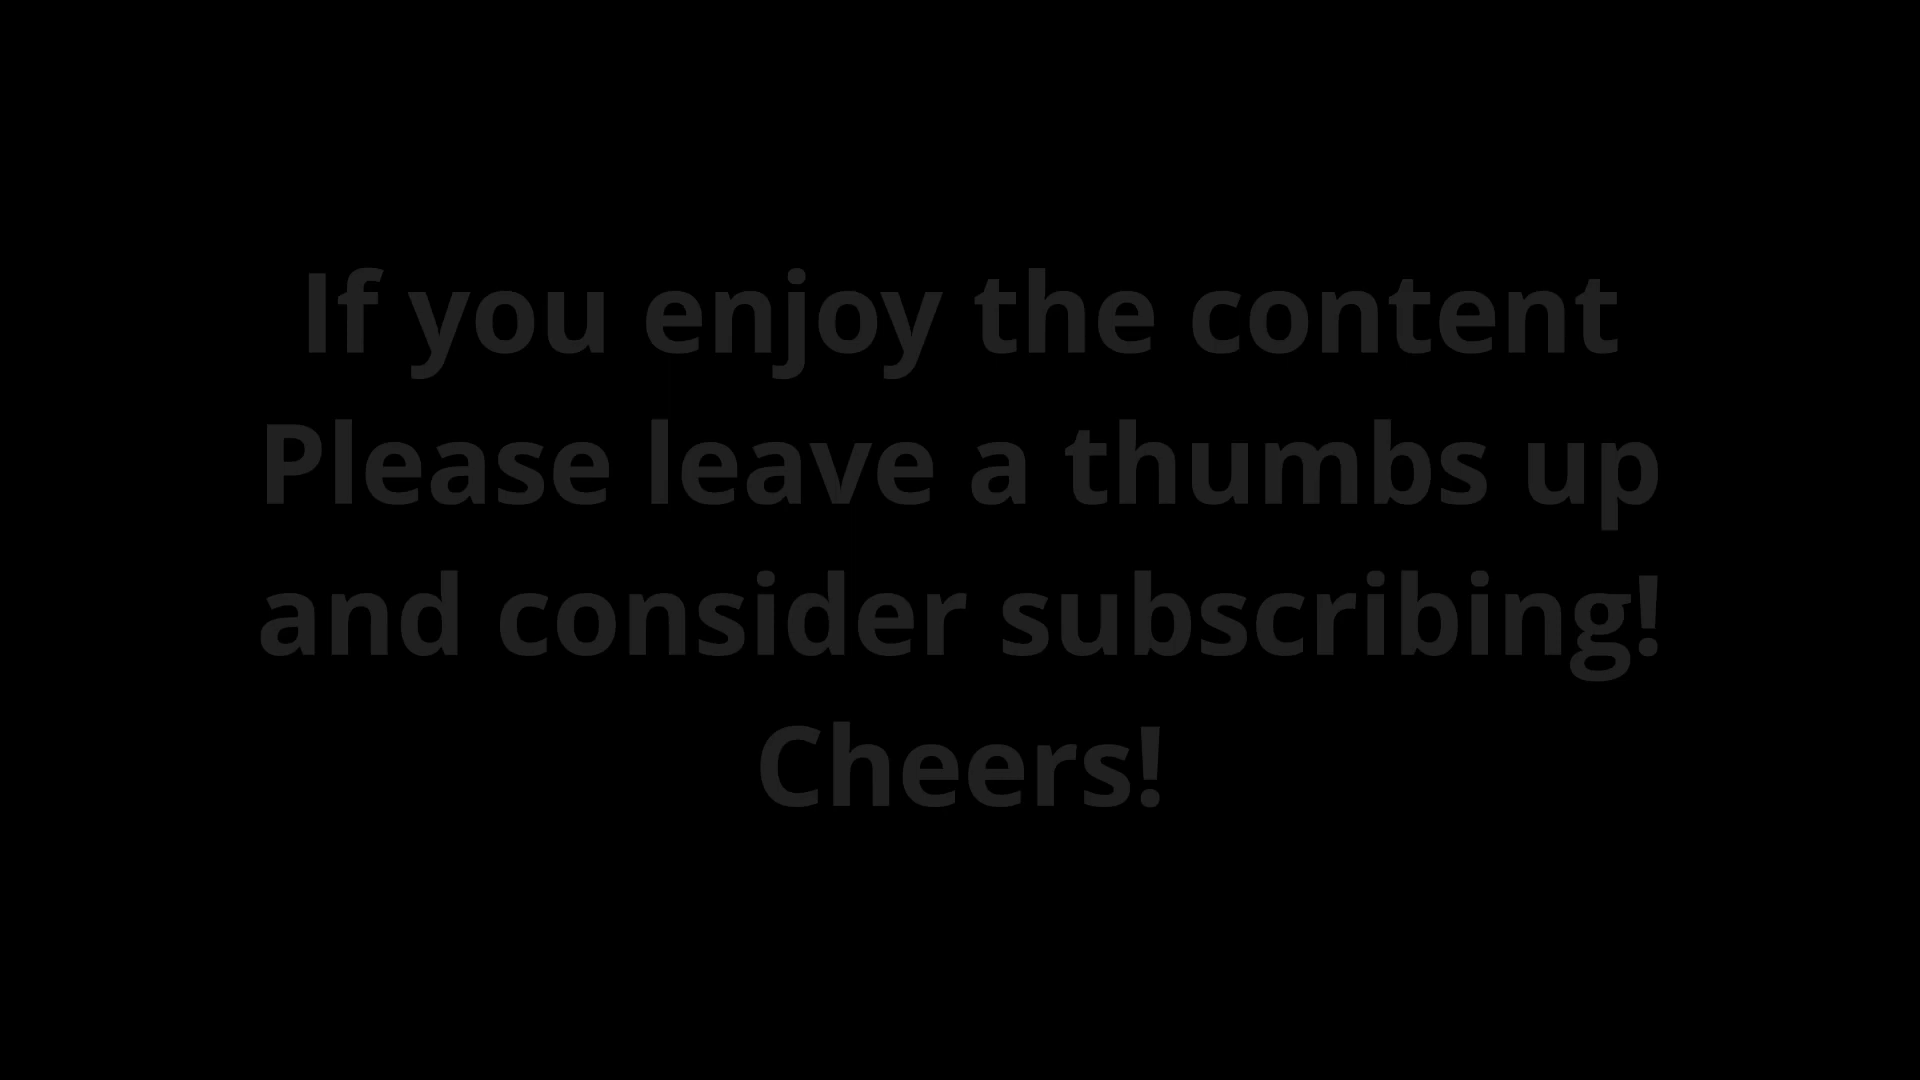 If you enjoy the content
Please leave a thumbs up
and consider subscribing!
Cheers!